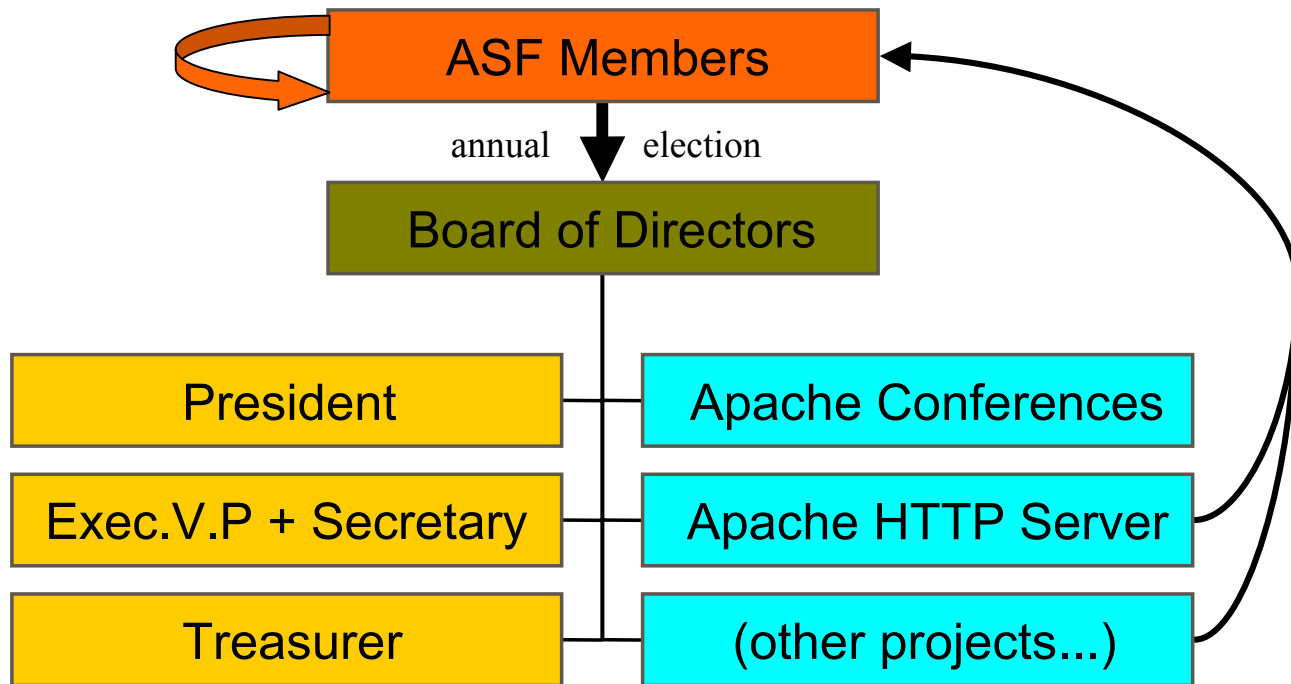 ASF Members
annual election
Board of Directors
President
Apache Conferences
Exec.V.P + Secretary
Apache HTTP Server
Treasurer
(other projects...)